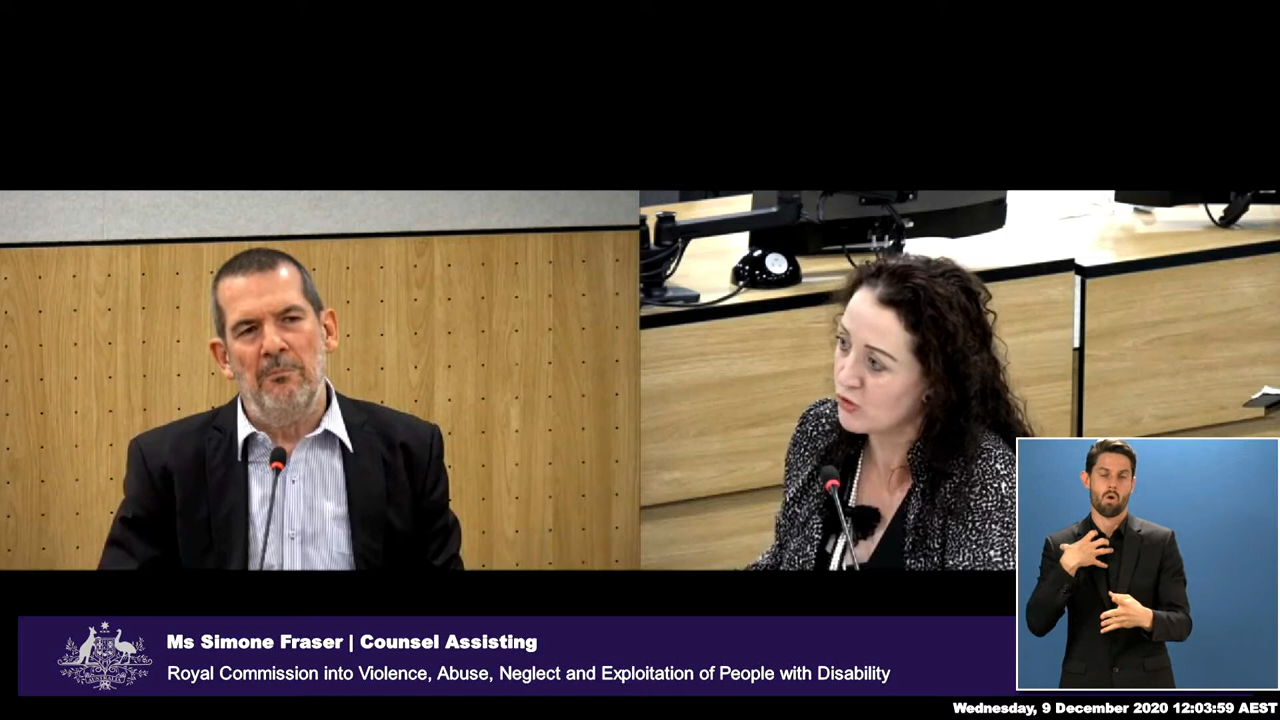 Ms Simone Fraser | Counsel Assisting
Royal Commission into Violence, Abuse, Neglect and Exploitation of People with Disability
Wednesday, 9 December 2020 12:03:59 AEST